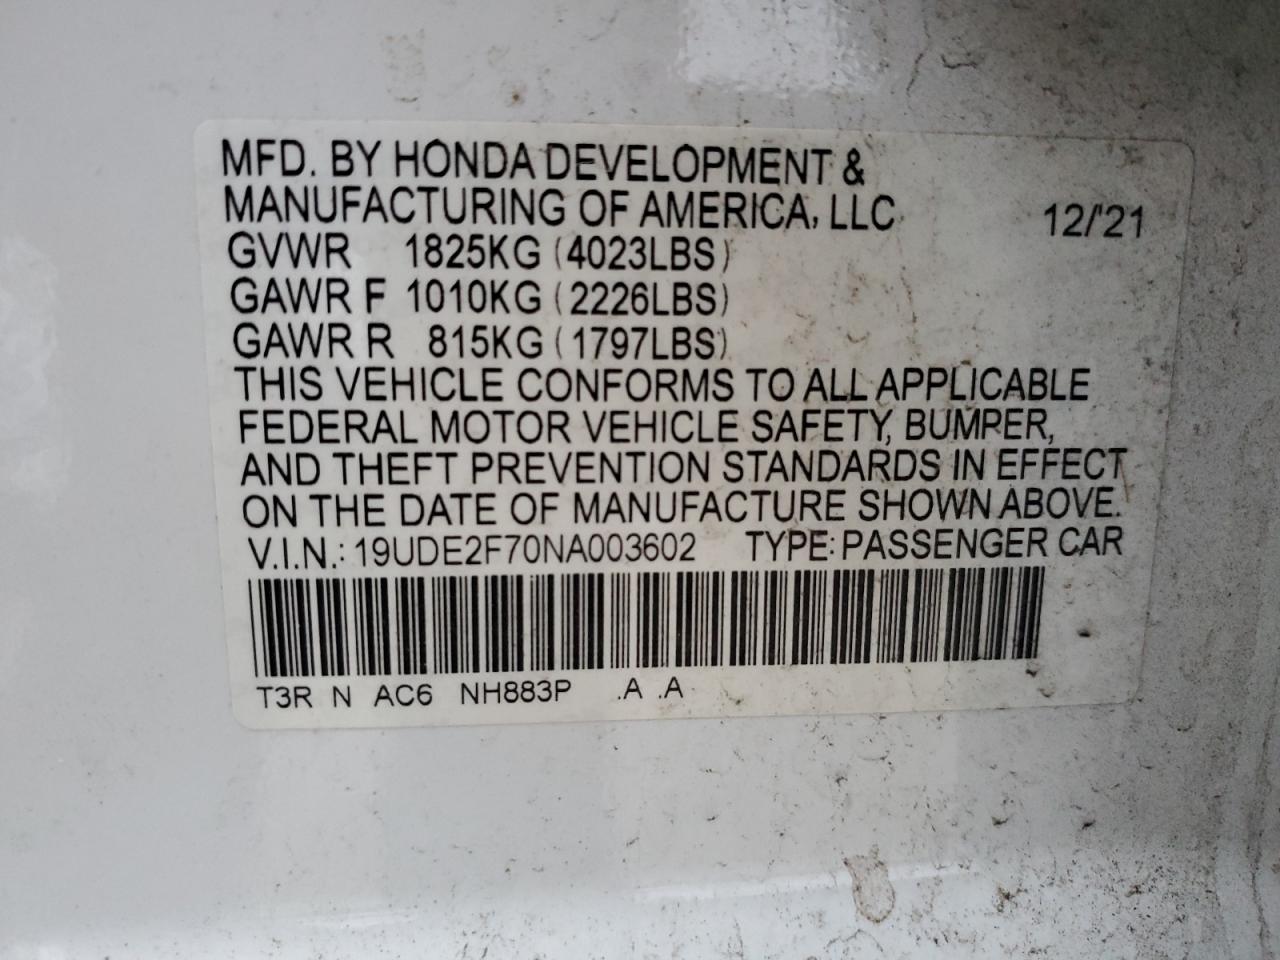 MFD. BY HONDA DEVELOPMENT &
MANUFACTURING OF AMERICA, LLC 12/'21
GVWR 1825KG (4023LBS)
GAWR F 1010KG (2226LBS)
GAWR R 815KG (1797LBS)
THIS VEHICLE CONFORMS TO ALL APPLICABLE
FEDERAL MOTOR VEHICLE SAFETY, BUMPER,
AND THEFT PREVENTION STANDARDS IN EFFECT
ON THE DATE OF MANUFACTURE SHOWN ABOVE.
V.I.N.: 19UDE2F70NA003602 TYPE: PASSENGER CAR
T3R N AC6 NH883P .A .A